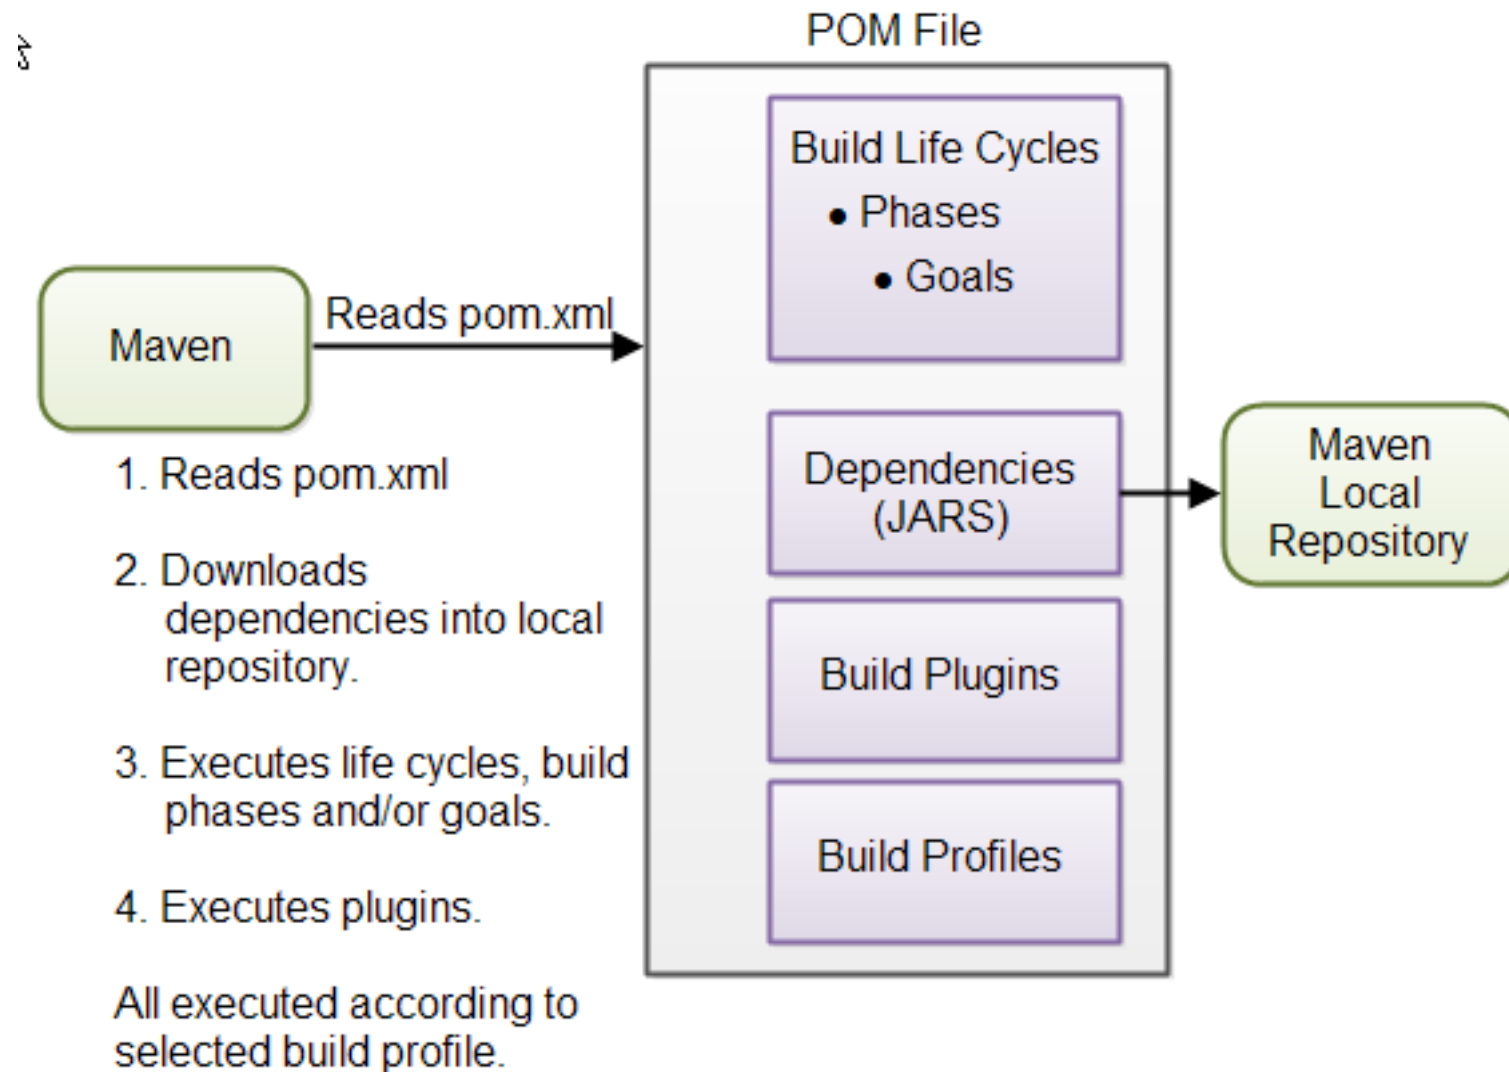 POM File
Build Life Cycles
• Phases
• Goals
Maven
Reads pom.xml
Dependencies
(JARS)
Maven
Local
Repository
Build Plugins
Build Profiles
1. Reads pom.xml
2. Downloads
dependencies into local
repository.
3. Executes life cycles, build
phases and/or goals.
4. Executes plugins.
All executed according to
selected build profile.